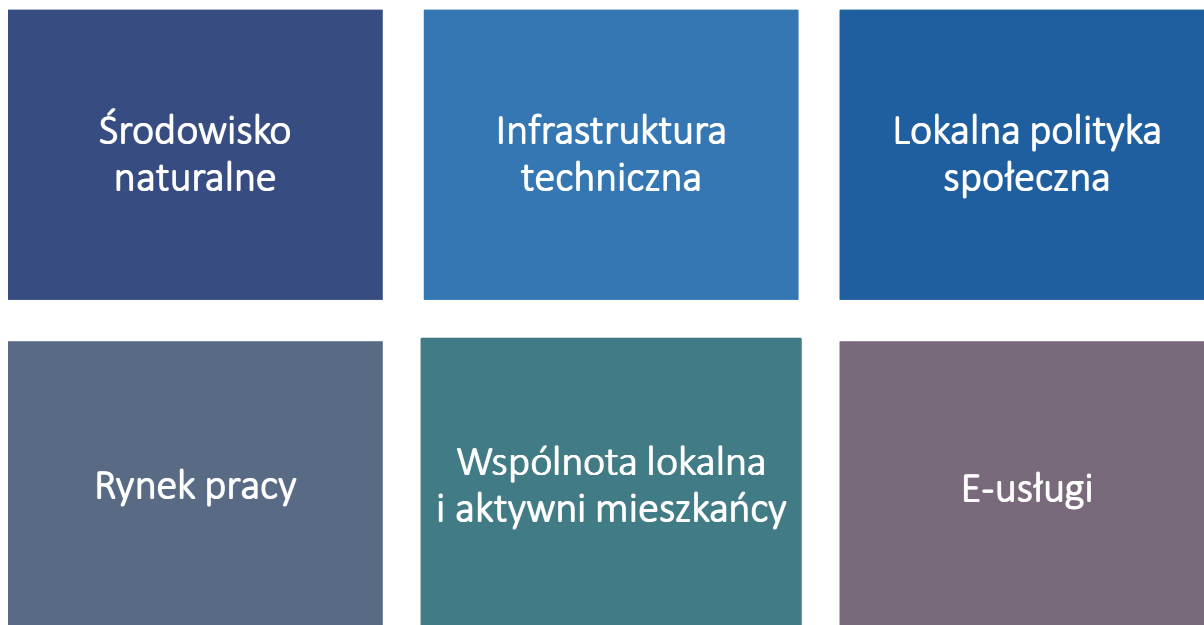 Środowisko
naturalne
Infrastruktura
techniczna
Lokalna polityka
społeczna
Rynek pracy
Wspólnota lokalna
i aktywni mieszkańcy
E-usługi